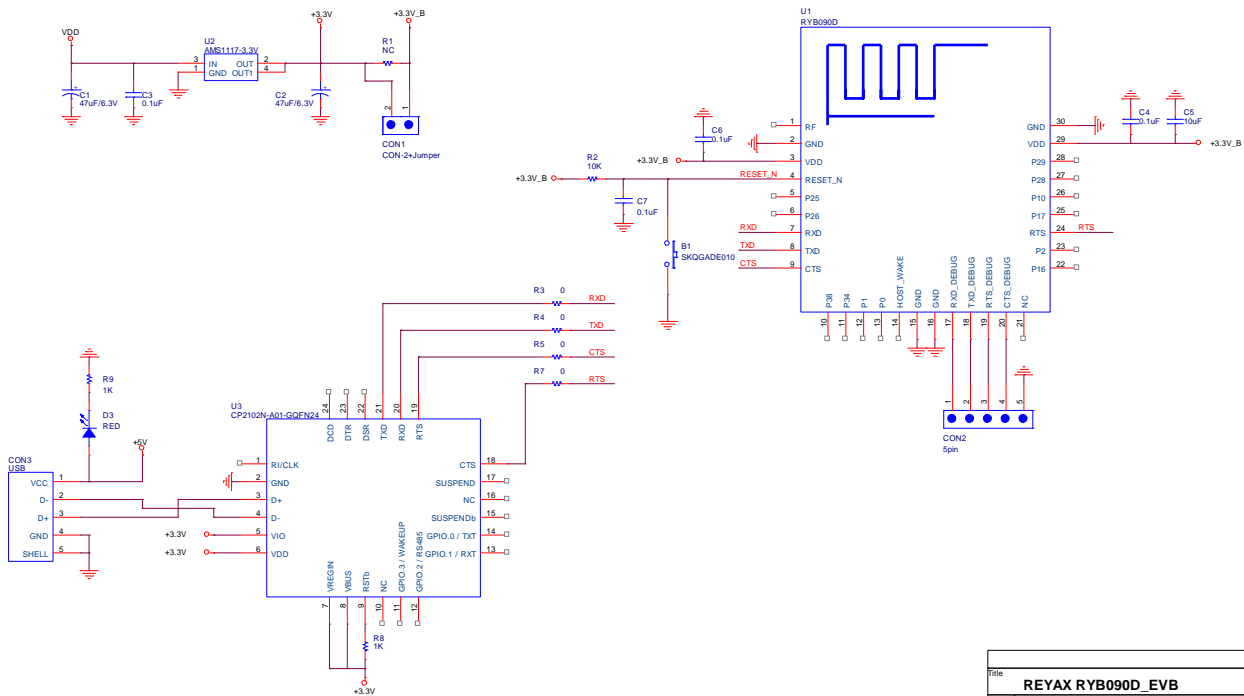 VDD
U2
AMS1117-3.3V
3 IN OUT 2
1 GND OUT1 4
C1
47uF/6.3V
C3
0.1uF
+3.3V
C2
47uF/6.3V
+3.3V_B
R1
NC
2 1
CON1
CON-2+Jumper
U1
RYB090D
1 RF
2 GND
3 VDD
4 RESET_N
5 P25
6 P26
7 RXD
8 TXD
9 CTS
GND 30
VDD 29
P29 28
P28 27
P10 26
P17 25
RTS 24
P2 23
P16 22
P38 10
P34 11
P1 12
P0 13
HOST_WAKE 14
GND 15
GND 16
RXD_DEBUG 17
TXD_DEBUG 18
RTS_DEBUG 19
CTS_DEBUG 20
NC 21
C4
0.1uF
C5
10uF
+3.3V_B
RTS
C6
0.1uF
+3.3V_B
R2
10K
+3.3V_B
RESET_N
C7
0.1uF
B1
SKQGADE010
RXD
TXD
CTS
1 2 3 4 5
CON2
5pin
R3 0 RXD
R4 0 TXD
R5 0 CTS
R7 0 RTS
R9
1K
D3
RED
+5V
CON3
USB
VCC 1
D- 2
D+ 3
GND 4
SHELL 5
U3
CP2102N-A01-GQFN24
24 DCD
23 DTR
22 DSR
21 TXD
20 RXD
19 RTS
1 RI/CLK
2 GND
3 D+
4 D-
+3.3V 5 VIO
+3.3V 6 VDD
CTS 18
SUSPEND 17
NC 16
SUSPENDb 15
GPIO.0 / TXT 14
GPIO.1 / RXT 13
VREGIN 7
VBUS 8
RSTb 9
NC 10
GPIO.3 / WAKEUP 11
GPIO.2 / RS485 12
R8
1K
+3.3V
Title
REYAX RYB090D_EVB